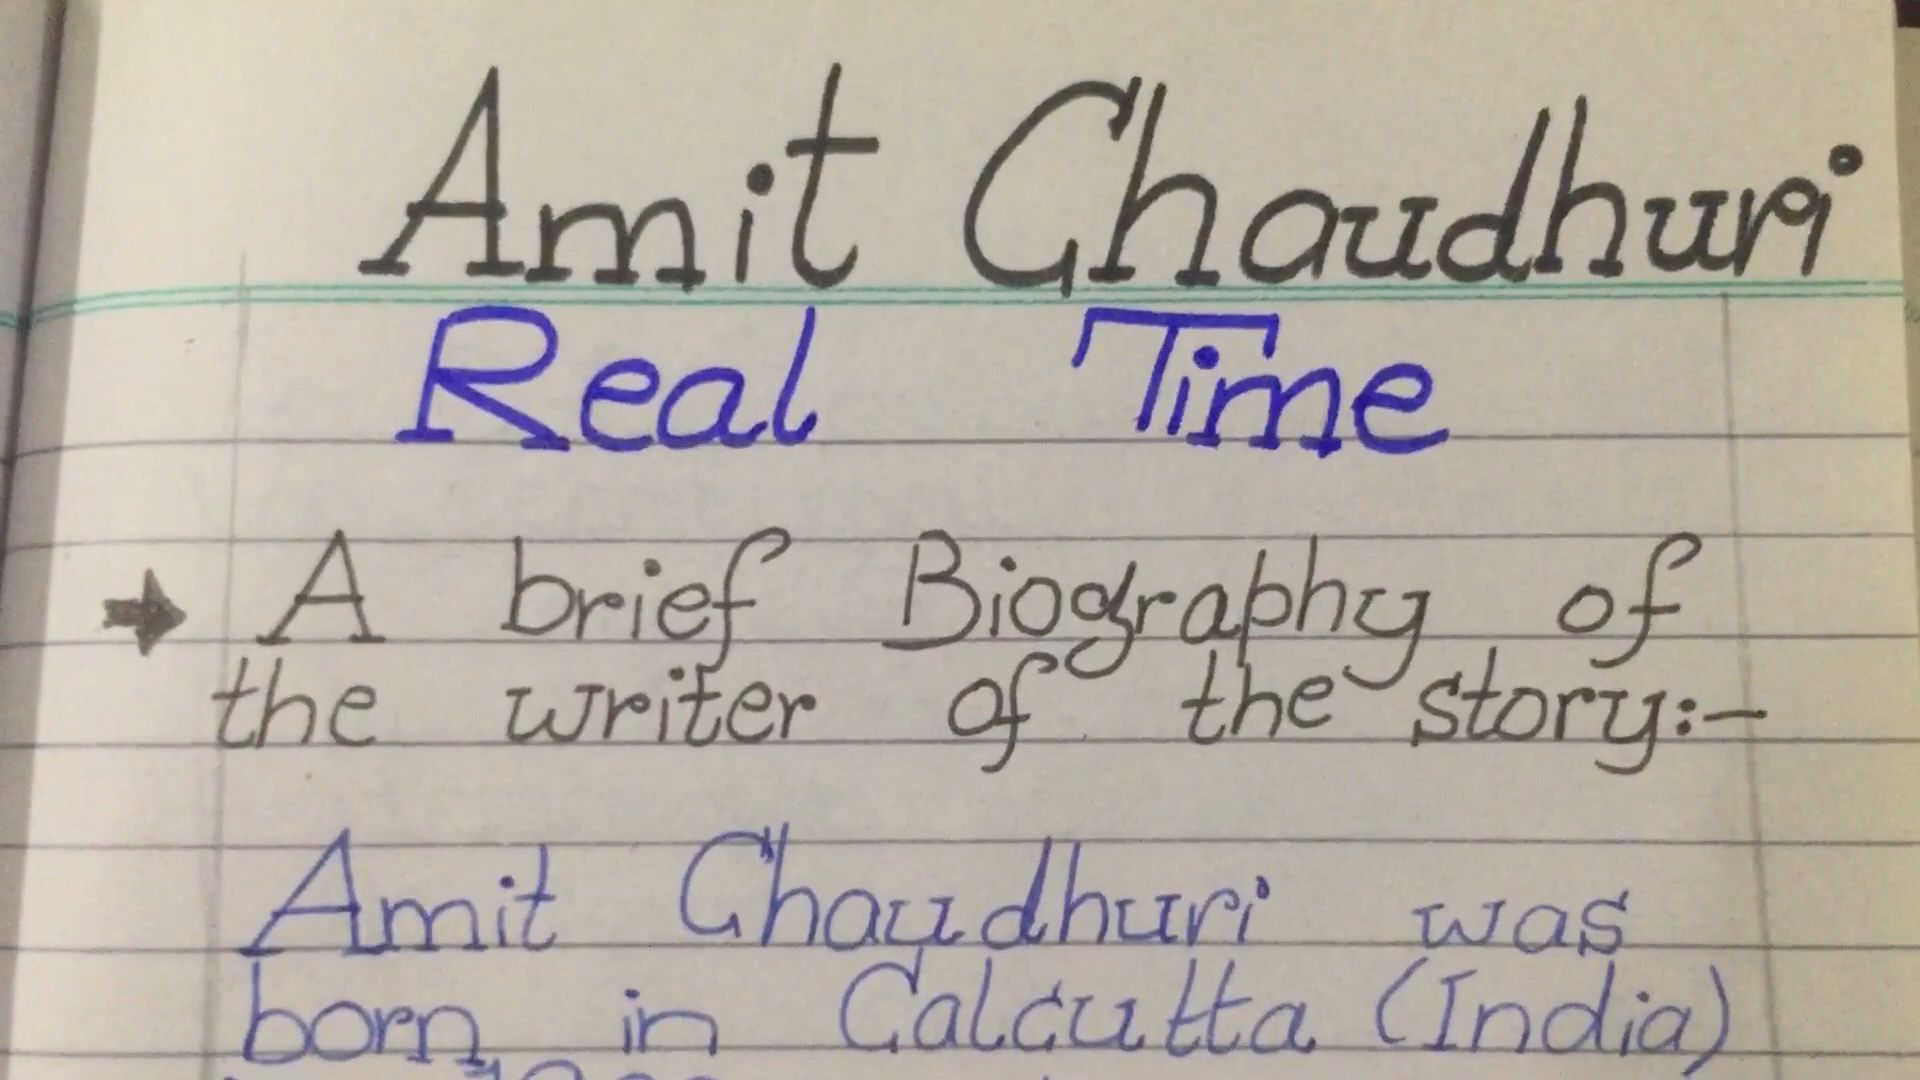 Amit Chaudhuri
Real Time
A brief Biography of
the writer of the story:-
Amit Chaudhuri was
born in Calcutta (India)